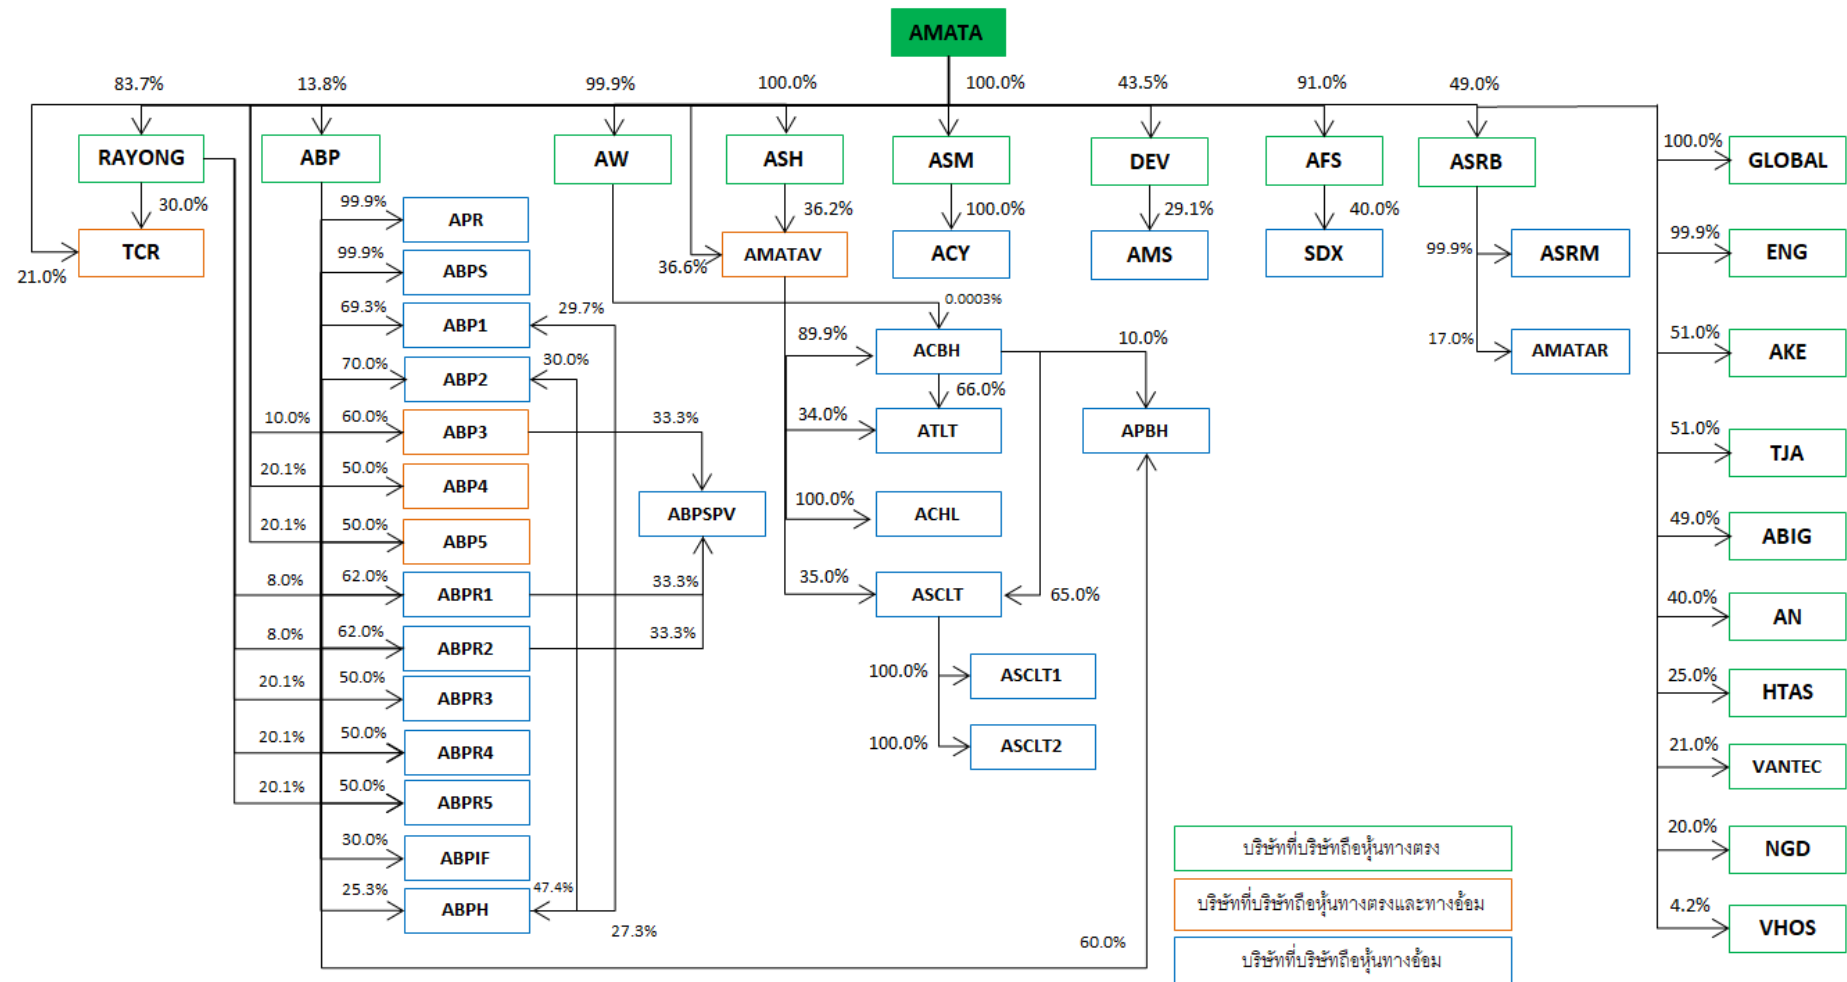 AMATA
83.7% 13.8% 99.9% 100.0% 100.0% 43.5% 91.0% 49.0%
RAYONG ABP AW ASH ASM DEV AFS ASRB 100.0% GLOBAL
30.0% 99.9% APR 36.2% 100.0% 29.1% 40.0%
TCR 21.0% 99.9% ABPS 36.6% AMATAV ACY AMS SDX 99.9% ASRM 99.9% ENG
69.3% ABP1 29.7% 0.0003%
89.9% ACBH 10.0% 17.0% AMATAR 51.0% AKE
70.0% ABP2 30.0% 66.0%
10.0% 60.0% ABP3 33.3% 34.0% ATLT APBH 51.0% TJA
20.1% 50.0% ABP4
ABPSPV 100.0% ACHL
20.1% 50.0% ABP5 49.0% ABIG
8.0% 62.0% ABPR1 33.3% 35.0% ASCLT 65.0% 40.0% AN
8.0% 62.0% ABPR2 33.3%
20.1% 50.0% ABPR3 100.0% ASCLT1 25.0% HTAS
20.1% 50.0% ABPR4 100.0% ASCLT2 21.0% VANTEC
20.1% 50.0% ABPR5
30.0% ABPIF 20.0% NGD
25.3% ABPH 47.4% 4.2% VHOS
27.3% 60.0%
บริษัทที่บริษัทถือหุ้นทางตรง
บริษัทที่บริษัทถือหุ้นทางตรงและทางอ้อม
บริษัทที่บริษัทถือหุ้นทางอ้อม